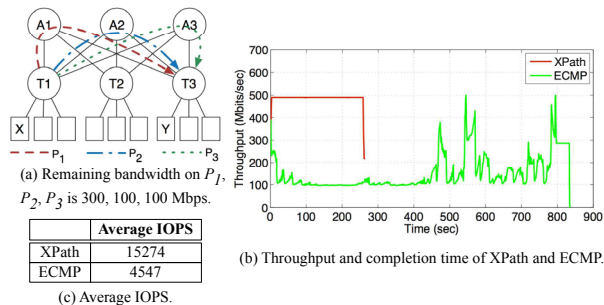 A1 A2 A3
T1 T2 T3
X Y
P1 P2 P3
(a) Remaining bandwidth on P1,
P2, P3 is 300, 100, 100 Mbps.
Average IOPS
XPath 15274
ECMP 4547
(c) Average IOPS.
XPath
ECMP
Throughput (Mbits/sec)
700
600
500
400
300
200
100
0
0 100 200 300 400 500 600 700 800 900
Time (sec)
(b) Throughput and completion time of XPath and ECMP.